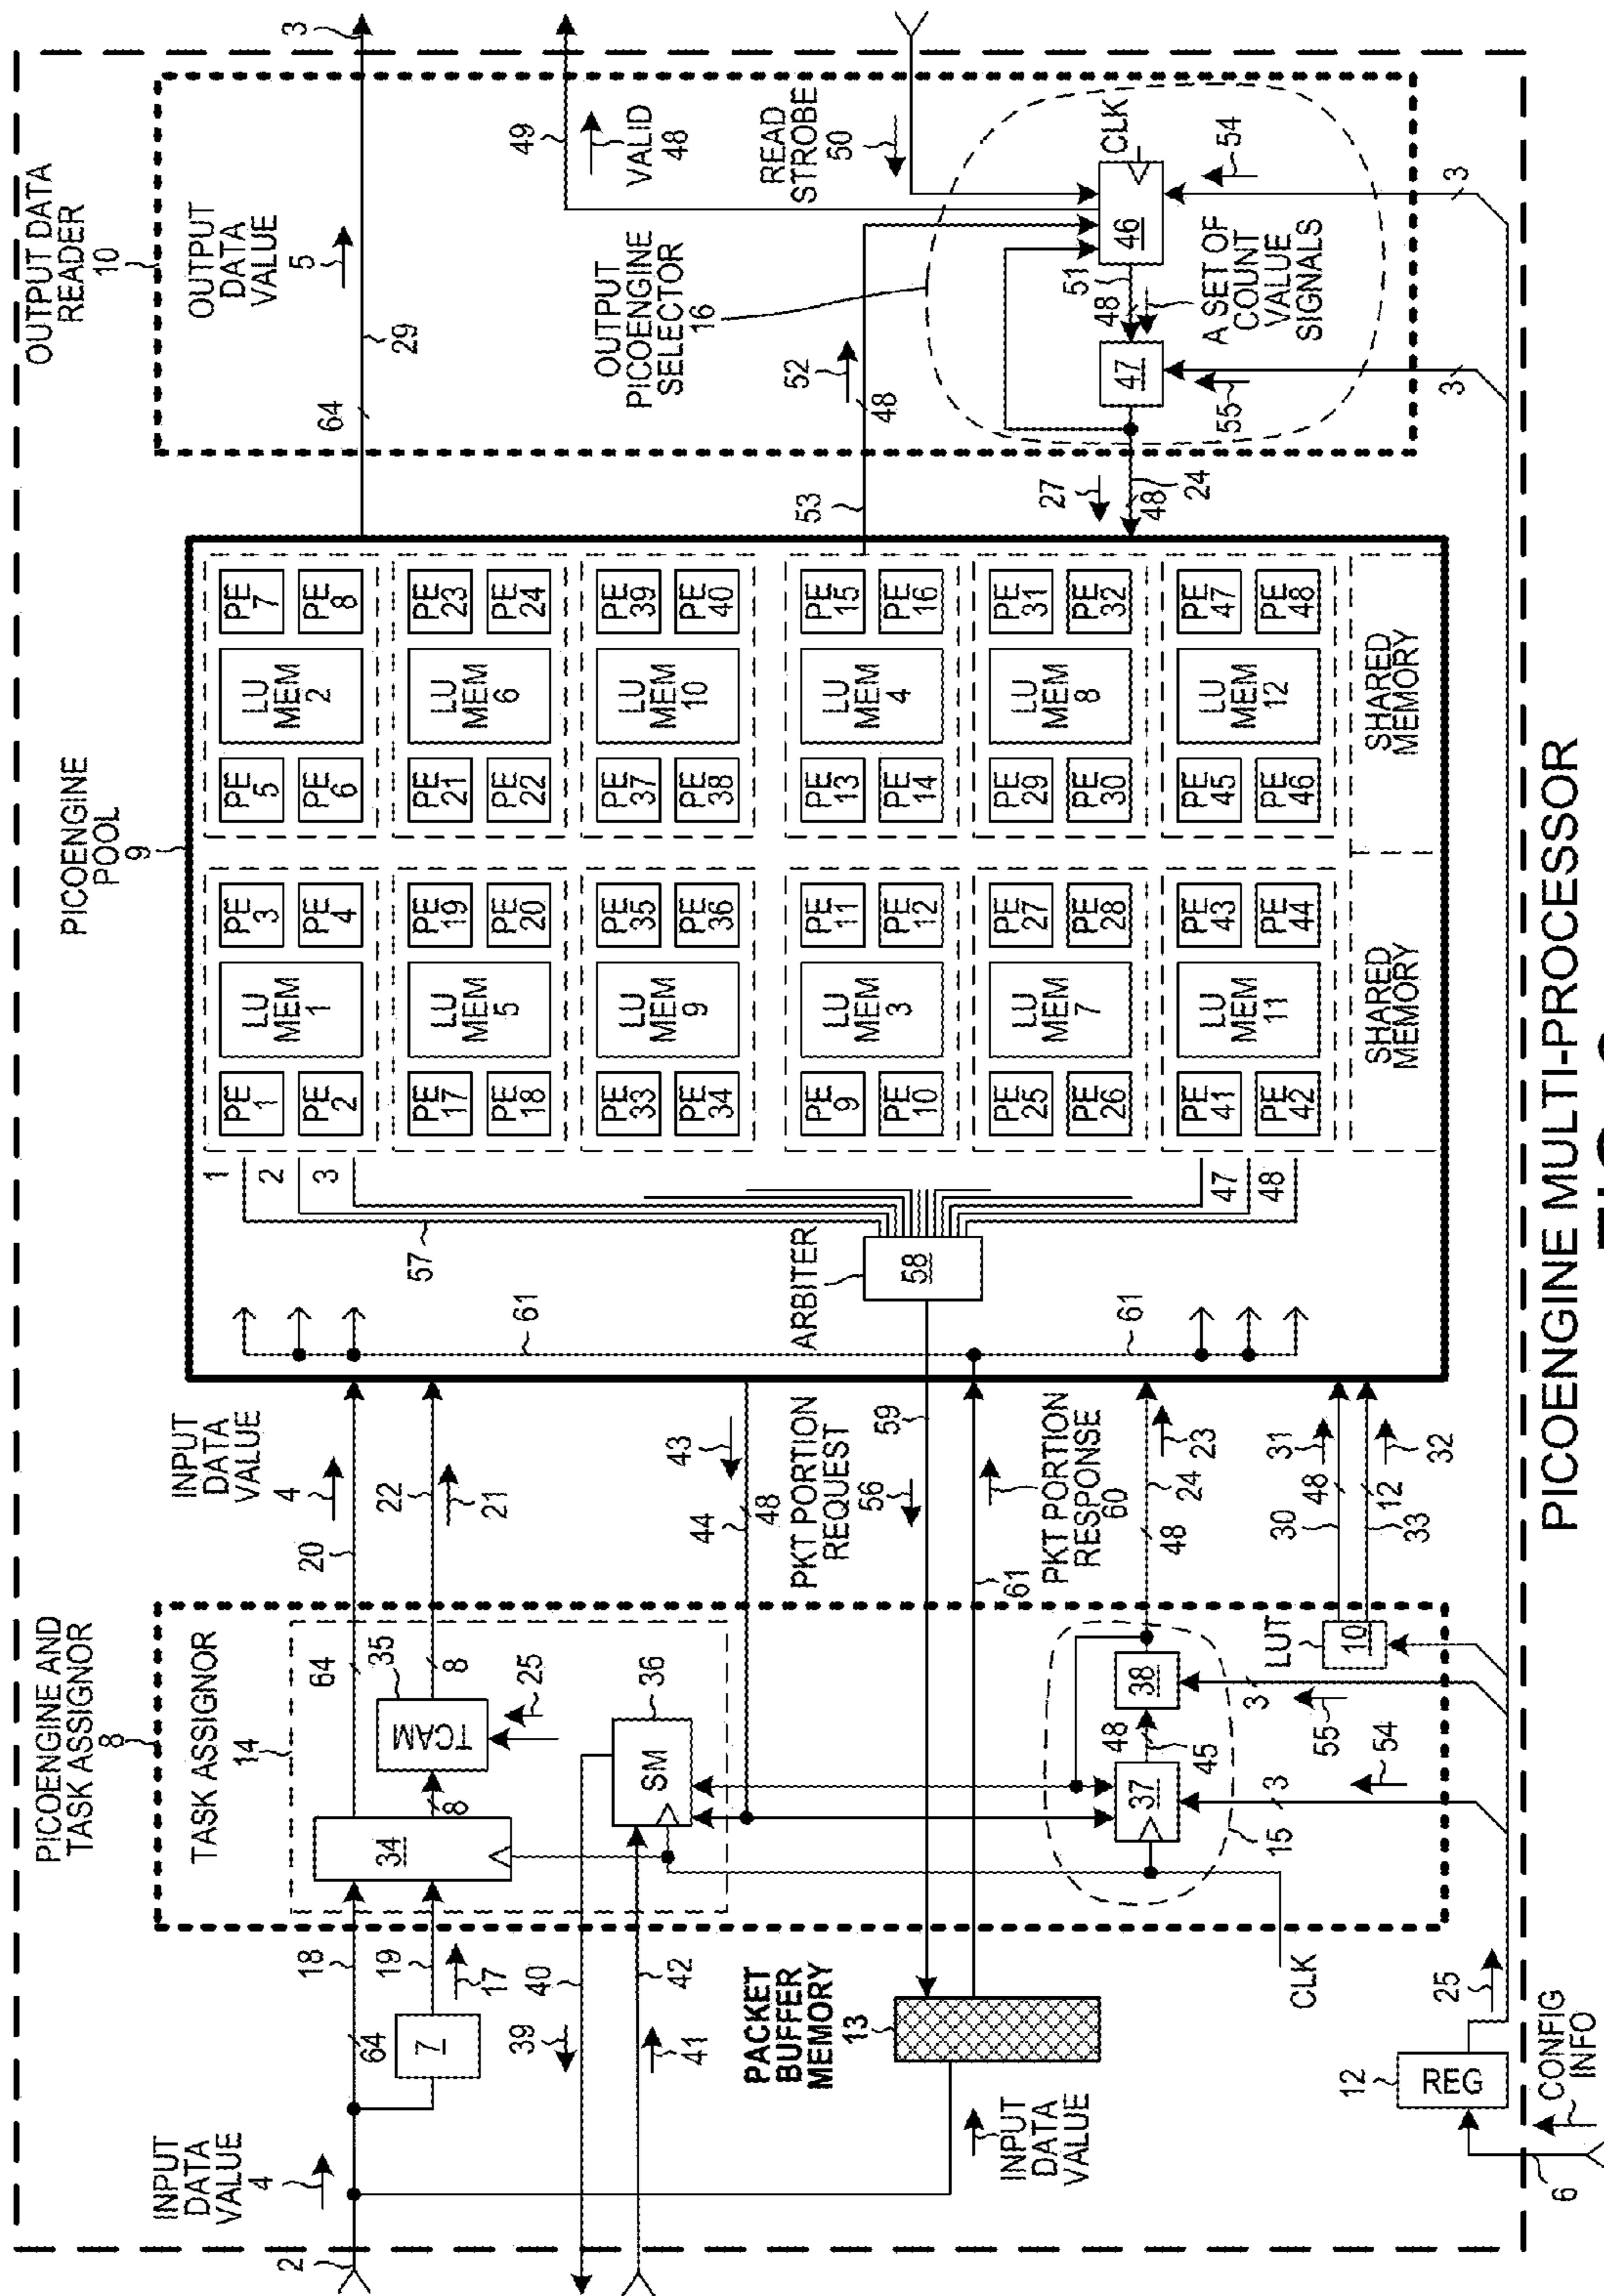 PICOENGINE AND
TASK ASSIGNOR
8
PICOENGINE
POOL
9
OUTPUT DATA
READER
10
INPUT
DATA
VALUE
4
2
18
64
19
17
7
TASK ASSIGNOR
14
34
64
35
TCAM
8
8
25
36
SM
40
39
42
41
INPUT
DATA
VALUE
4
20
22
21
43
44
48
PKT PORTION
REQUEST
56
59
61
PKT PORTION
RESPONSE
60
48
24
23
PACKET
BUFFER
MEMORY
13
INPUT
DATA
VALUE
CLK
37
48
45
38
15
3
54
3
55
LUT
10
30
48
31
33
12
32
12
REG
25
CONFIG
INFO
6
61
61
57
ARBITER
58
1
2
3
47
48
PE
1
PE
2
LU
MEM
1
PE
3
PE
4
PE
5
PE
6
LU
MEM
2
PE
7
PE
8
PE
17
PE
18
LU
MEM
5
PE
19
PE
20
PE
21
PE
22
LU
MEM
6
PE
23
PE
24
PE
33
PE
34
LU
MEM
9
PE
35
PE
36
PE
37
PE
38
LU
MEM
10
PE
39
PE
40
PE
9
PE
10
LU
MEM
3
PE
11
PE
12
PE
13
PE
14
LU
MEM
4
PE
15
PE
16
PE
25
PE
26
LU
MEM
7
PE
27
PE
28
PE
29
PE
30
LU
MEM
8
PE
31
PE
32
PE
41
PE
42
LU
MEM
11
PE
43
PE
44
PE
45
PE
46
LU
MEM
12
PE
47
PE
48
SHARED
MEMORY
SHARED
MEMORY
64
29
OUTPUT
DATA
VALUE
5
3
49
VALID
48
READ
STROBE
50
OUTPUT
PICOENGINE
SELECTOR
16
53
52
48
27
48
24
47
51
48
46
CLK
A SET OF
COUNT
VALUE
SIGNALS
55
54
3
3
PICOENGINE MULTI-PROCESSOR